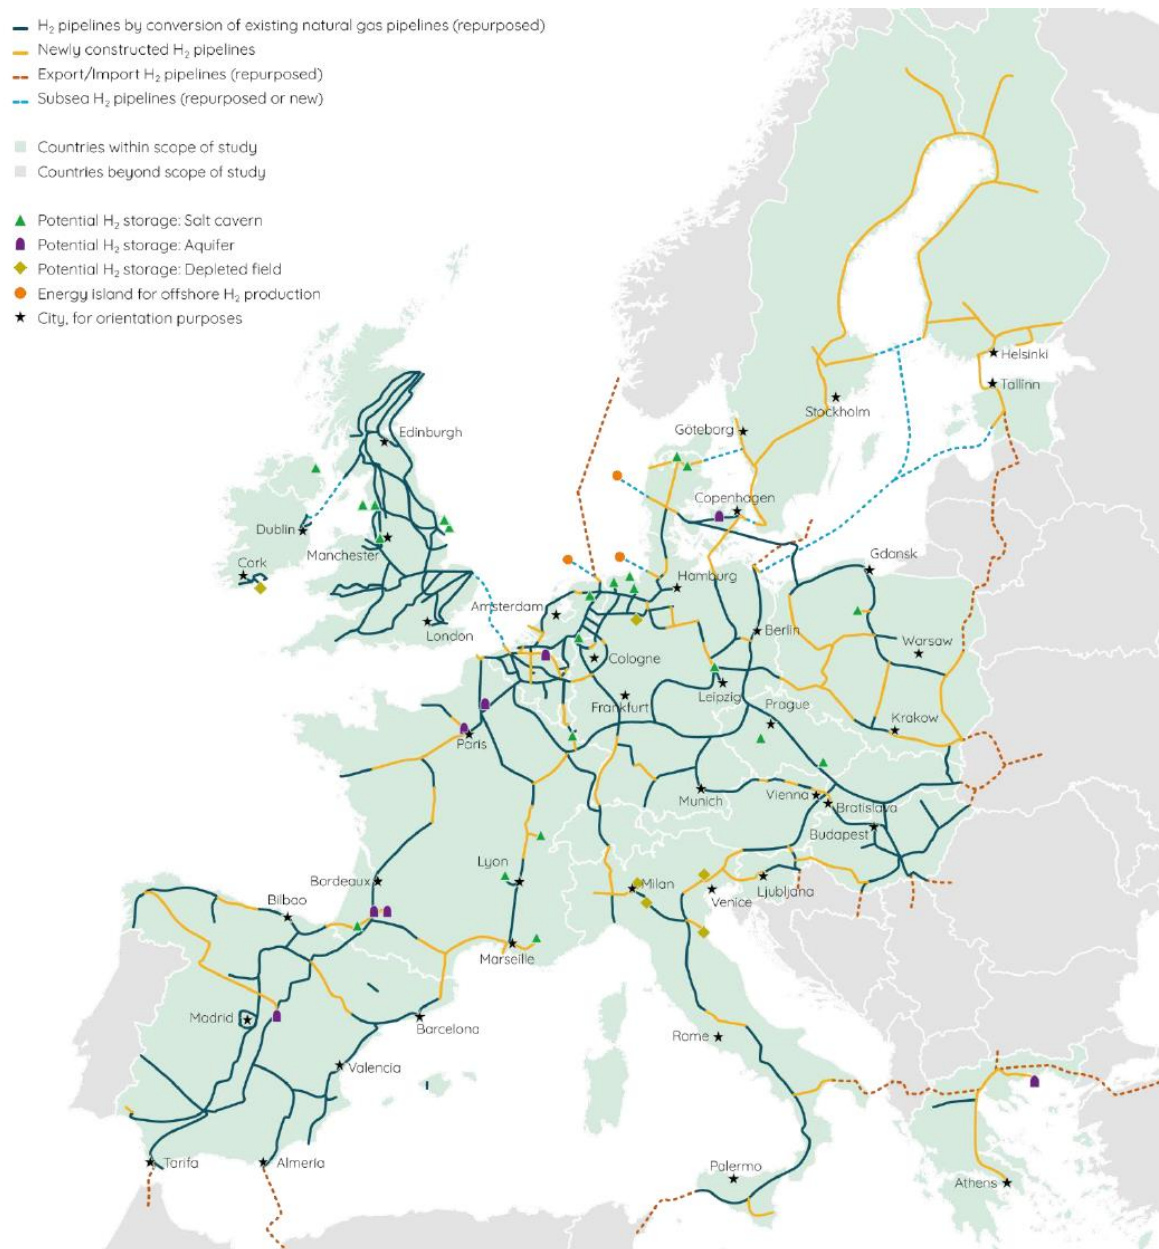 H₂ pipelines by conversion of existing natural gas pipelines (repurposed)
Newly constructed H₂ pipelines
Export/Import H₂ pipelines (repurposed)
Subsea H₂ pipelines (repurposed or new)
Countries within scope of study
Countries beyond scope of study
Potential H₂ storage: Salt cavern
Potential H₂ storage: Aquifer
Potential H₂ storage: Depleted field
Energy island for offshore H₂ production
City, for orientation purposes
Helsinki
Tallinn
Stockholm
Göteborg
Edinburgh
Copenhagen
Dublin
Manchester
Gdansk
Cork
Hamburg
Amsterdam
London
Berlin
Warsaw
Cologne
Leipzig
Frankfurt
Prague
Krakow
Paris
Munich
Vienna
Bratislava
Budapest
Lyon
Bordeaux
Milan
Ljubljana
Venice
Bilbao
Marseille
Madrid
Barcelona
Rome
Valencia
Tarifa
Almería
Palermo
Athens